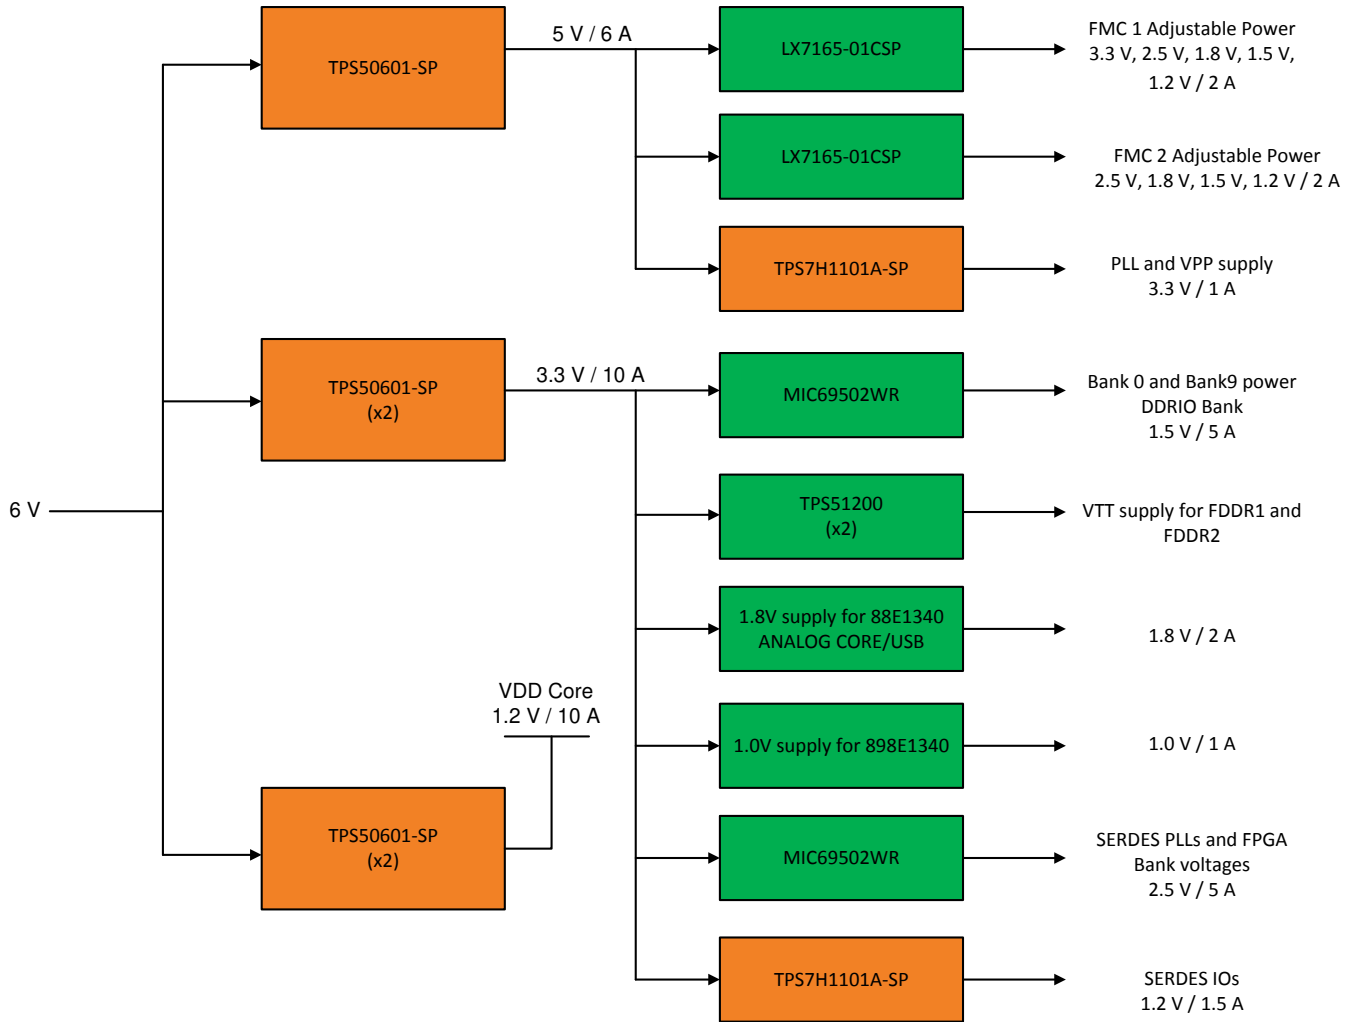 6 V
TPS50601-SP
5 V / 6 A
LX7165-01CSP
FMC 1 Adjustable Power
3.3 V, 2.5 V, 1.8 V, 1.5 V,
1.2 V / 2 A
LX7165-01CSP
FMC 2 Adjustable Power
2.5 V, 1.8 V, 1.5 V, 1.2 V / 2 A
TPS7H1101A-SP
PLL and VPP supply
3.3 V / 1 A
TPS50601-SP
(x2)
3.3 V / 10 A
MIC69502WR
Bank 0 and Bank9 power
DDRIO Bank
1.5 V / 5 A
TPS51200
(x2)
VTT supply for FDDR1 and
FDDR2
1.8V supply for 88E1340
ANALOG CORE/USB
1.8 V / 2 A
1.0V supply for 898E1340
1.0 V / 1 A
MIC69502WR
SERDES PLLs and FPGA
Bank voltages
2.5 V / 5 A
TPS7H1101A-SP
SERDES IOs
1.2 V / 1.5 A
TPS50601-SP
(x2)
VDD Core
1.2 V / 10 A